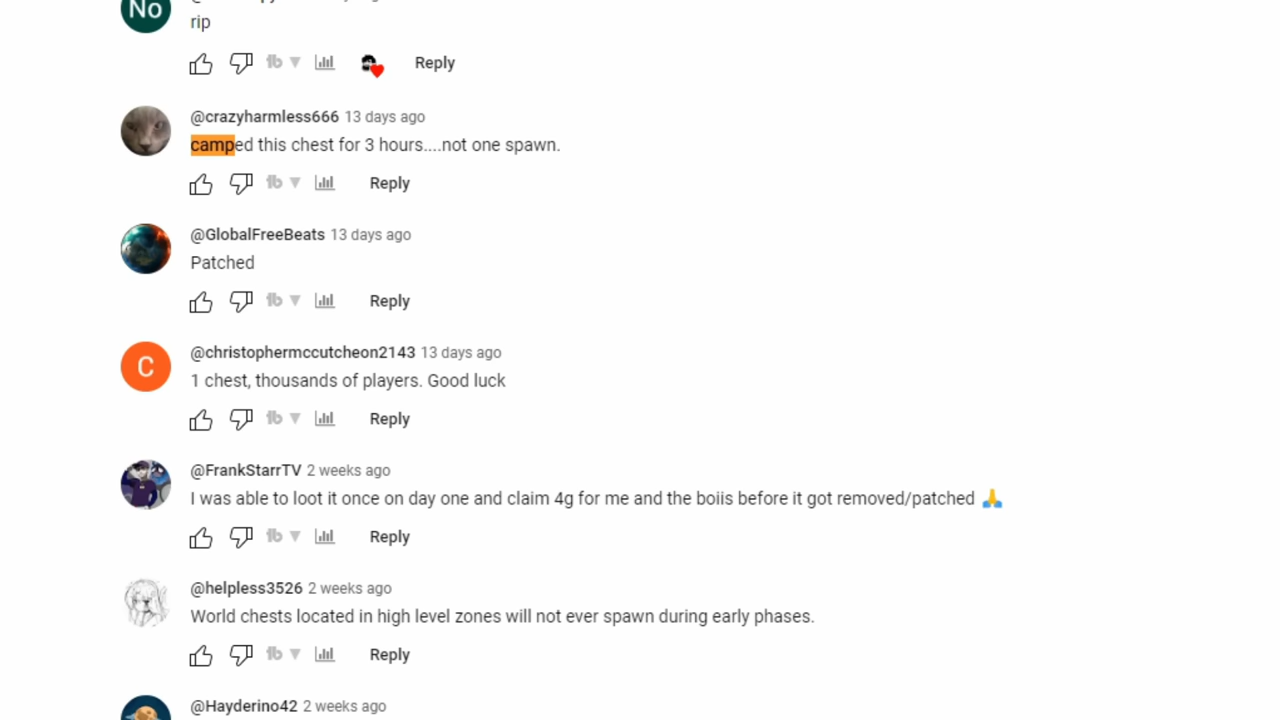 No
rip
Reply
@crazyharmless666 13 days ago
camped this chest for 3 hours....not one spawn.
Reply
@GlobalFreeBeats 13 days ago
Patched
Reply
C
@christophermccutcheon2143 13 days ago
1 chest, thousands of players. Good luck
Reply
@FrankStarrTV 2 weeks ago
I was able to loot it once on day one and claim 4g for me and the boiis before it got removed/patched 🙏
Reply
@helpless3526 2 weeks ago
World chests located in high level zones will not ever spawn during early phases.
Reply
@Hayderino42 2 weeks ago